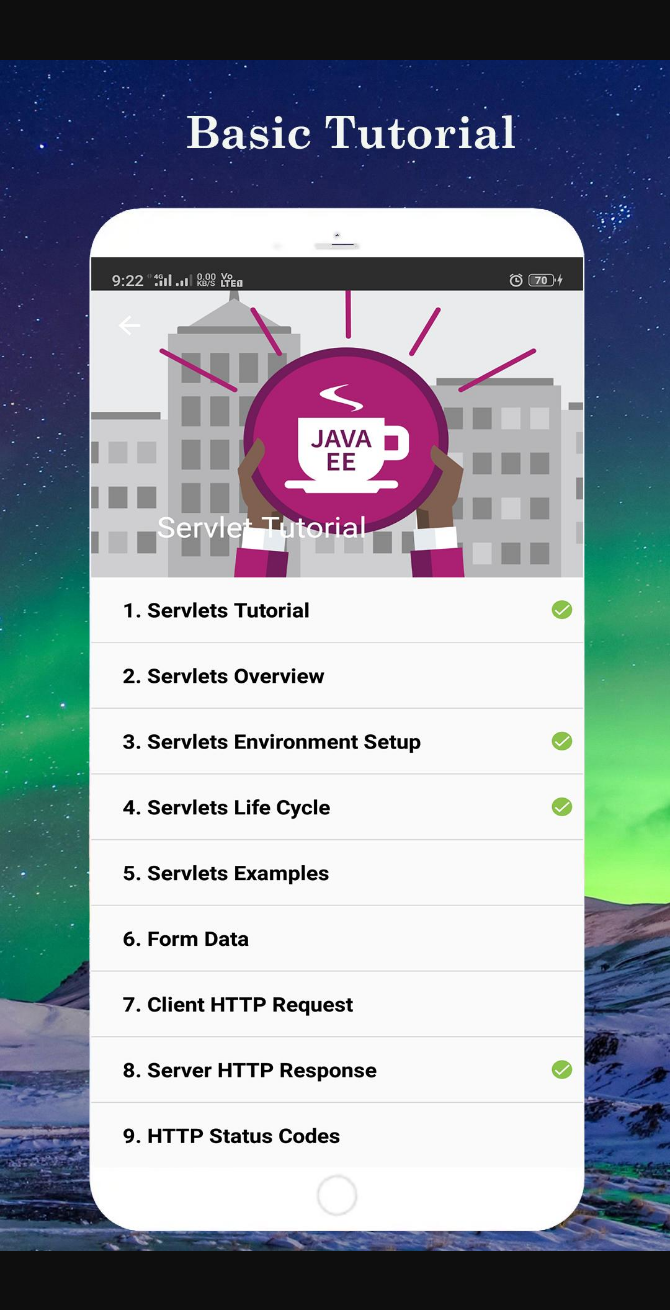 Basic Tutorial
9:22 4G 0.00 KB/S Vo LTE 70
JAVA
EE
Servlet Tutorial
1. Servlets Tutorial
2. Servlets Overview
3. Servlets Environment Setup
4. Servlets Life Cycle
5. Servlets Examples
6. Form Data
7. Client HTTP Request
8. Server HTTP Response
9. HTTP Status Codes